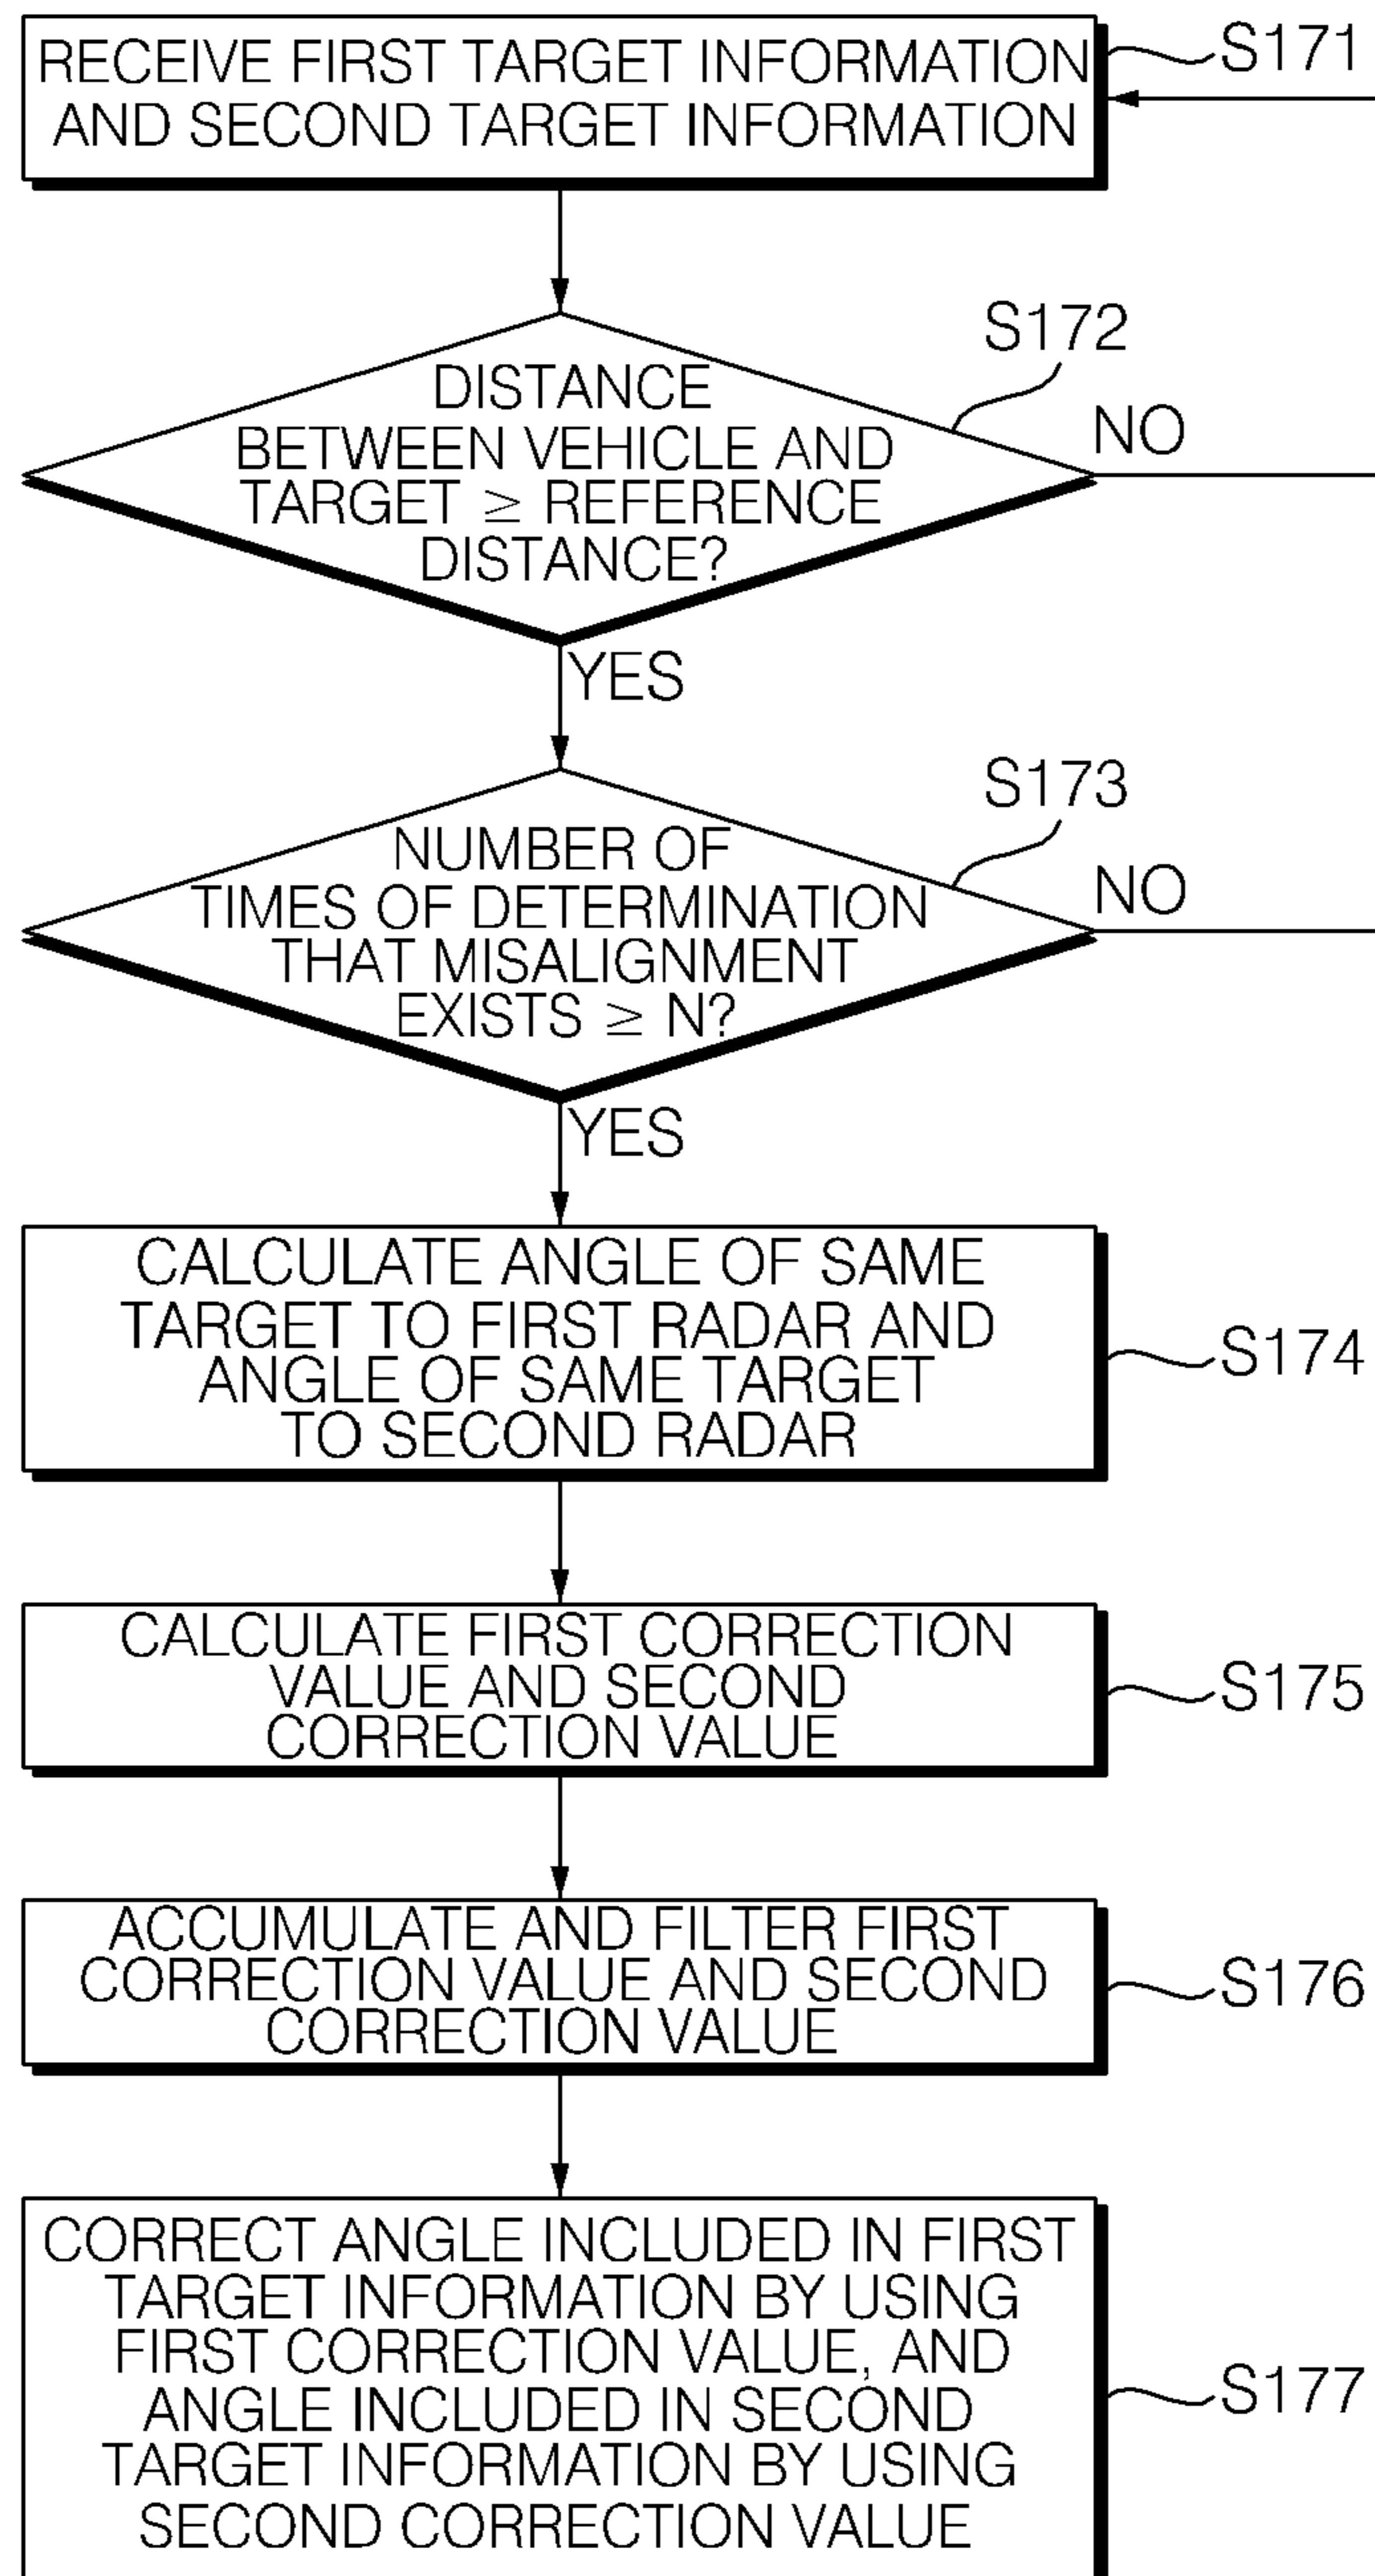 RECEIVE FIRST TARGET INFORMATION
AND SECOND TARGET INFORMATION
S171
DISTANCE
BETWEEN VEHICLE AND
TARGET ≥ REFERENCE
DISTANCE?
S172
NO
YES
NUMBER OF
TIMES OF DETERMINATION
THAT MISALIGNMENT
EXISTS ≥ N?
S173
NO
YES
CALCULATE ANGLE OF SAME
TARGET TO FIRST RADAR AND
ANGLE OF SAME TARGET
TO SECOND RADAR
S174
CALCULATE FIRST CORRECTION
VALUE AND SECOND
CORRECTION VALUE
S175
ACCUMULATE AND FILTER FIRST
CORRECTION VALUE AND SECOND
CORRECTION VALUE
S176
CORRECT ANGLE INCLUDED IN FIRST
TARGET INFORMATION BY USING
FIRST CORRECTION VALUE, AND
ANGLE INCLUDED IN SECOND
TARGET INFORMATION BY USING
SECOND CORRECTION VALUE
S177